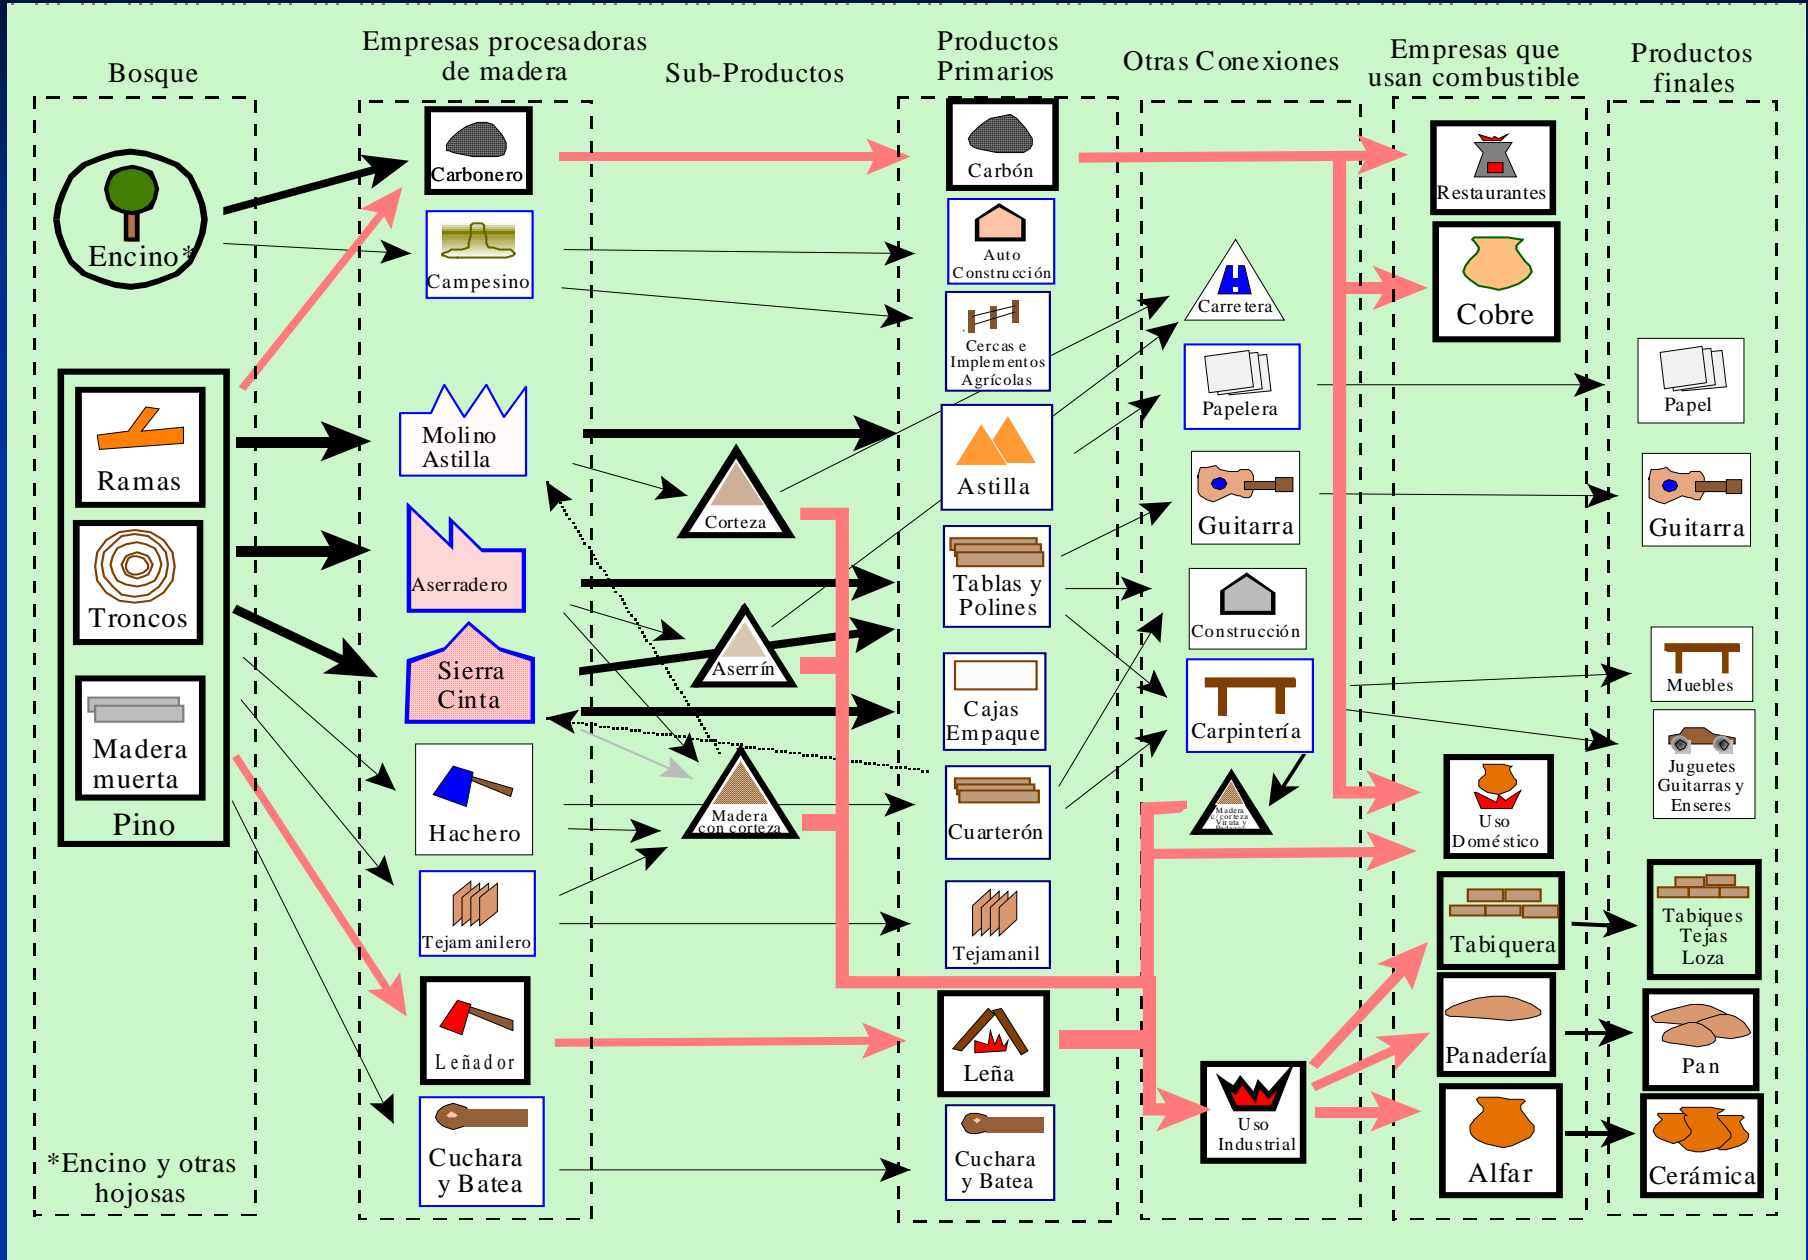 Bosque
Empresas procesadoras
de madera
Sub-Productos
Productos
Primarios
Otras Conexiones
Empresas que
usan combustible
Productos
finales
Encino*
Ramas
Troncos
Madera
muerta
Pino
*Encino y otras
hojosas
Carbonero
Campesino
Molino
Astilla
Aserradero
Sierra
Cinta
Hachero
Tejamanilero
Leñador
Cuchara
y Batea
Corteza
Aserrín
Madera
con corteza
Carbón
Auto
Construcción
Cercas e
Implementos
Agrícolas
Astilla
Tablas y
Polines
Cajas
Empaque
Cuarterón
Tejamanil
Leña
Cuchara
y Batea
Carretera
Papelera
Guitarra
Construcción
Carpintería
Madera
c/ corteza
Viruta y
Uso
Industrial
Restaurantes
Cobre
Uso
Doméstico
Tabiquera
Panadería
Alfar
Papel
Guitarra
Muebles
Juguetes
Guitarras y
Enseres
Tabiques
Tejas
Loza
Pan
Cerámica